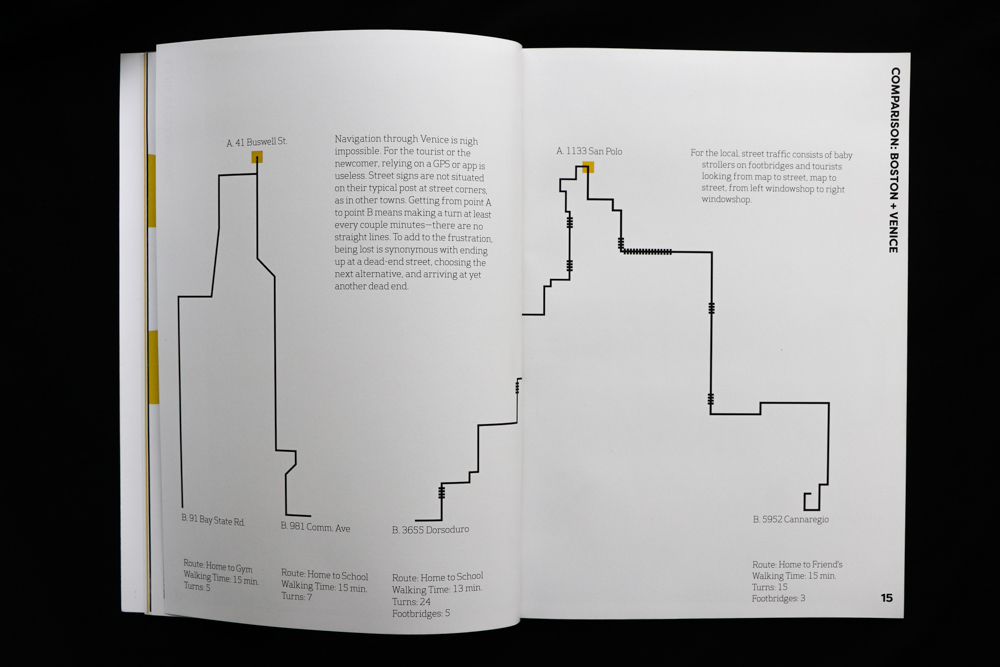 A. 41 Buswell St.
Navigation through Venice is nigh
impossible. For the tourist or the
newcomer, relying on a GPS or app is
useless. Street signs are not situated
on their typical post at street corners,
as in other towns. Getting from point A
to point B means making a turn at least
every couple minutes—there are no
straight lines. To add to the frustration,
being lost is synonymous with ending
up at a dead-end street, choosing the
next alternative, and arriving at yet
another dead end.
B. 91 Bay State Rd.
B. 981 Comm. Ave
B. 3655 Dorsoduro
Route: Home to Gym
Walking Time: 15 min.
Turns: 5
Route: Home to School
Walking Time: 15 min.
Turns: 7
Route: Home to School
Walking Time: 13 min.
Turns: 24
Footbridges: 5
A. 1133 San Polo
For the local, street traffic consists of baby
strollers on footbridges and tourists
looking from map to street, map to
street, from left windowshop to right
windowshop.
COMPARISON: BOSTON + VENICE
B. 5952 Cannaregio
Route: Home to Friend's
Walking Time: 15 min.
Turns: 15
Footbridges: 3
15